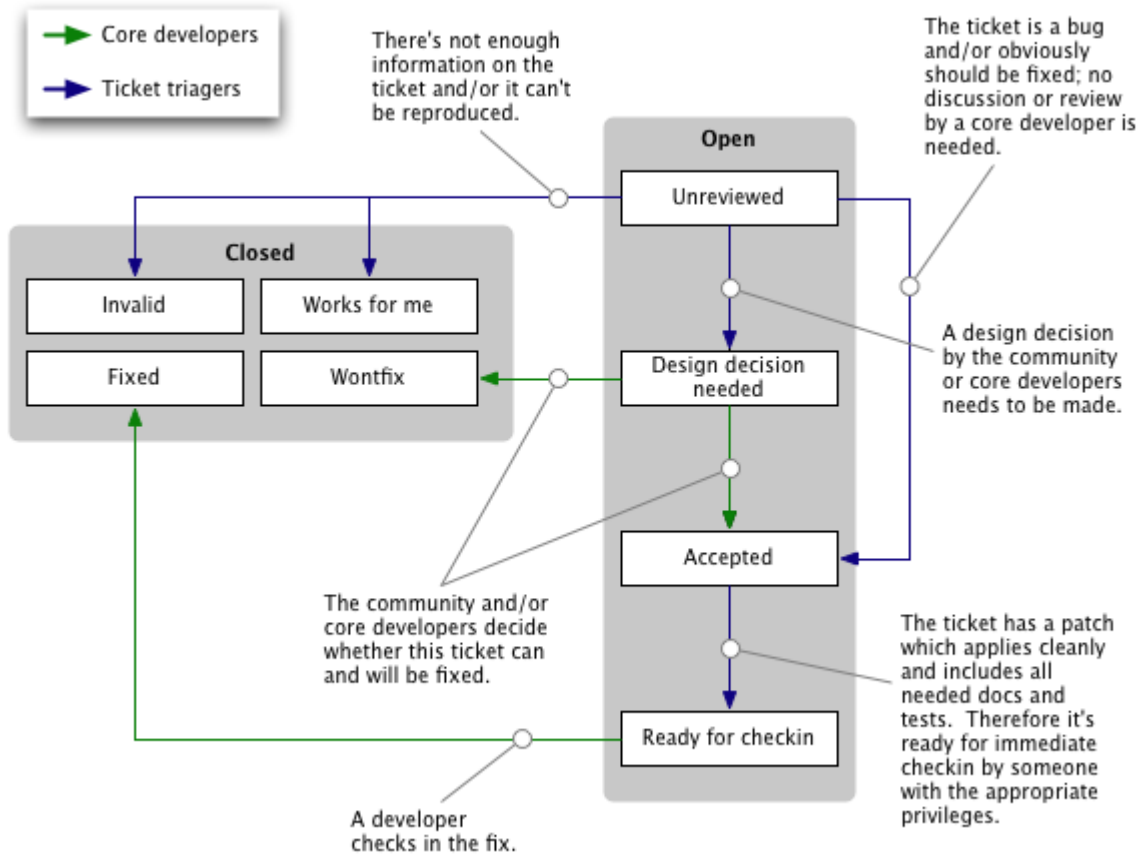 Core developers
Ticket triagers
There's not enough
information on the
ticket and/or it can't
be reproduced.
The ticket is a bug
and/or obviously
should be fixed; no
discussion or review
by a core developer is
needed.
Open
Unreviewed
Closed
Invalid
Works for me
Fixed
Wontfix
Design decision
needed
A design decision
by the community
or core developers
needs to be made.
Accepted
The community and/or
core developers decide
whether this ticket can
and will be fixed.
The ticket has a patch
which applies cleanly
and includes all
needed docs and
tests.  Therefore it's
ready for immediate
checkin by someone
with the appropriate
privileges.
Ready for checkin
A developer
checks in the fix.